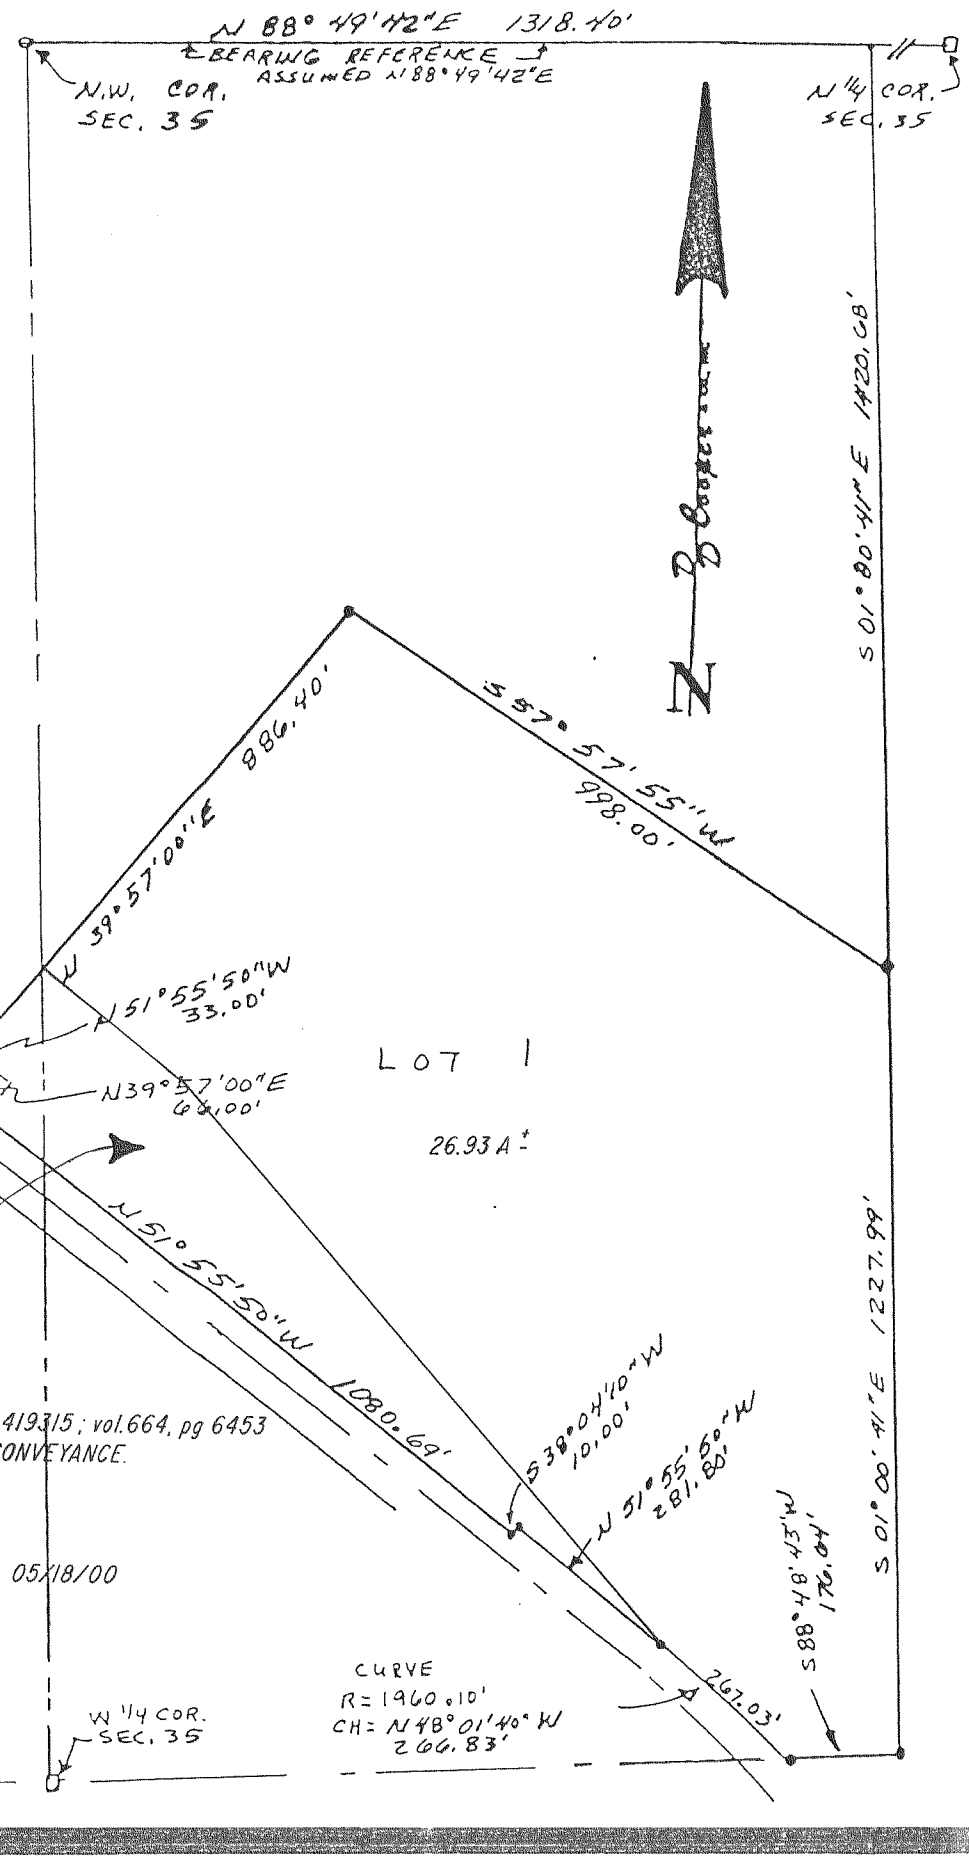 N 88° 49' 42" E 1318.40'
BEARING REFERENCE
ASSUMED N 88° 49' 42" E
N.W. COR.
SEC. 35
N 1/4 COR.
SEC. 35
S 01° 00' 41" E 1420.68'
N
S 57° 57' 55" W
998.00'
N 39° 57' 00" E 886.40'
N 51° 55' 50" W
33.00'
N 39° 57' 00" E
66.00'
LOT 1
26.93 A ±
N 51° 55' 50" W 1080.69'
S 01° 00' 41" E 1227.99'
S 38° 04' 10" W
10.00'
N 51° 55' 50" W
281.80'
419315; vol.664, pg 6453
CONVEYANCE.
05/18/00
S 88° 48' 43" W
176.04'
CURVE
R = 1960.10'
CH = N 48° 01' 40" W
266.83'
267.03'
W 1/4 COR.
SEC. 35